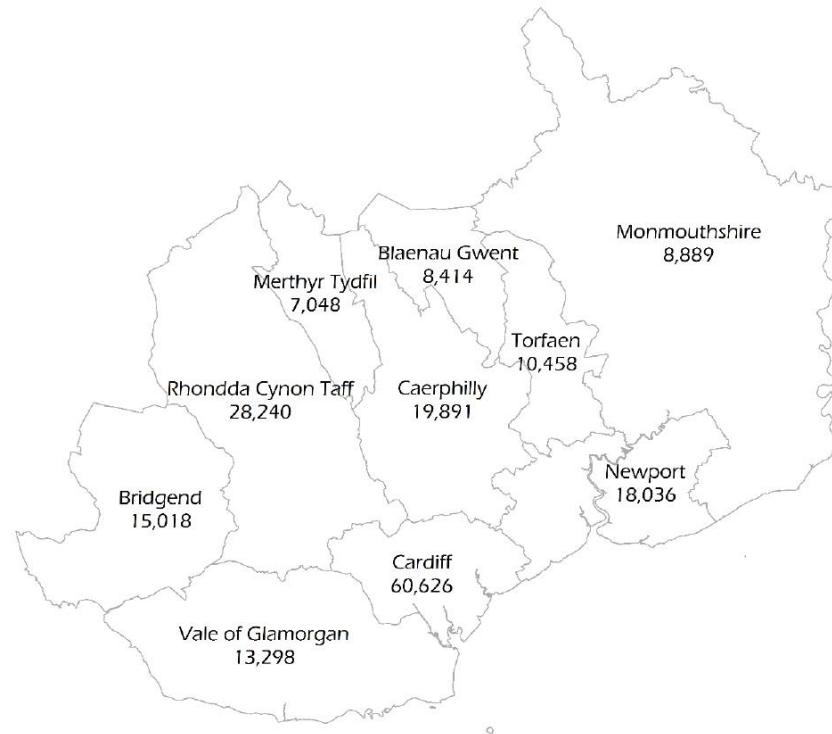 Monmouthshire
8,889
Blaenau Gwent
8,414
Merthyr Tydfil
7,048
Torfaen
10,458
Rhondda Cynon Taff
28,240
Caerphilly
19,891
Newport
18,036
Bridgend
15,018
Cardiff
60,626
Vale of Glamorgan
13,298